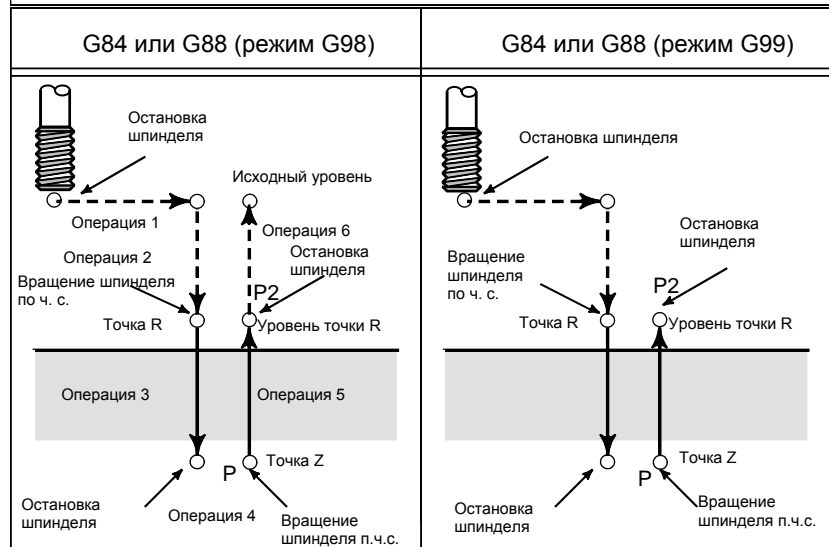 G84 или G88 (режим G98)
G84 или G88 (режим G99)
Остановка
шпинделя
Исходный уровень
Операция 1
Операция 6
Операция 2
Остановка
шпинделя
Вращение шпинделя
по ч. с.
P2
Точка R
Уровень точки R
Операция 3
Операция 5
Точка Z
P
Остановка
шпинделя
Операция 4
Вращение
шпинделя п.ч.с.
Остановка шпинделя
Остановка
шпинделя
Вращение
шпинделя
по ч. с.
P2
Точка R
Уровень точки R
Точка Z
P
Остановка
шпинделя
Вращение
шпинделя п.ч.с.